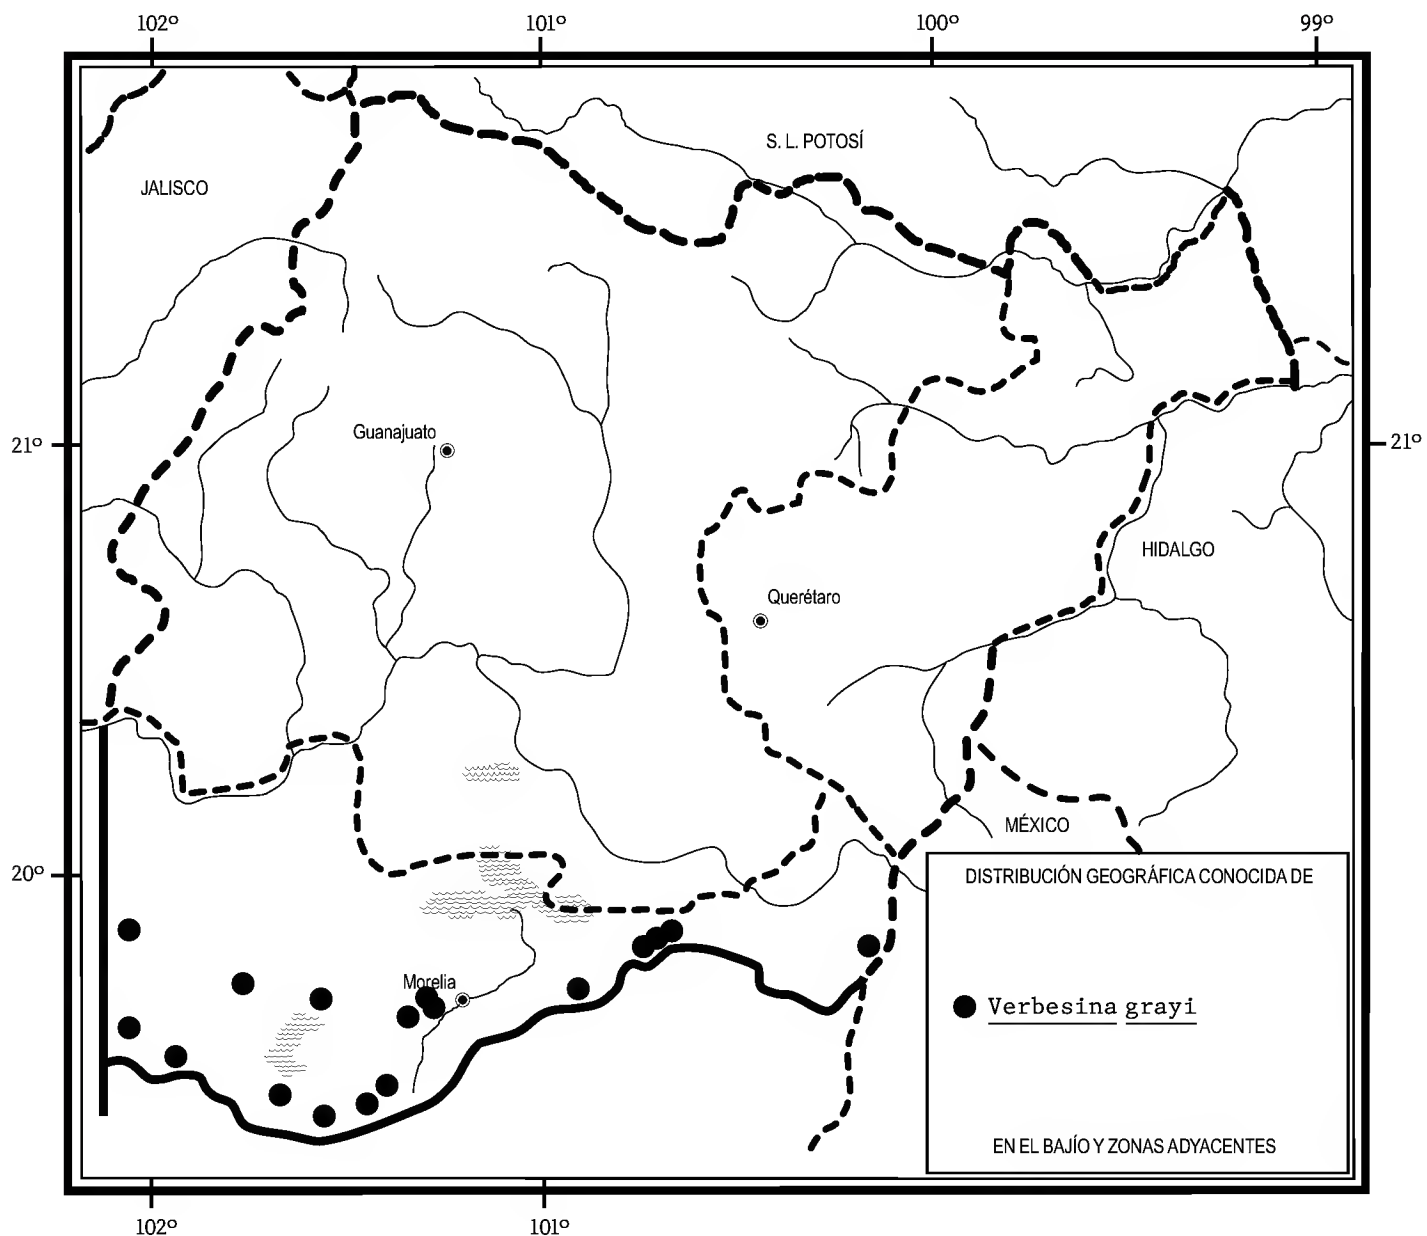 102º 101º 100º 99º
S. L. POTOSÍ
JALISCO
Guanajuato
21º 21º
HIDALGO
Querétaro
MÉXICO
20º
DISTRIBUCIÓN GEOGRÁFICA CONOCIDA DE
Morelia
Verbesina grayi
EN EL BAJÍO Y ZONAS ADYACENTES
102º 101º